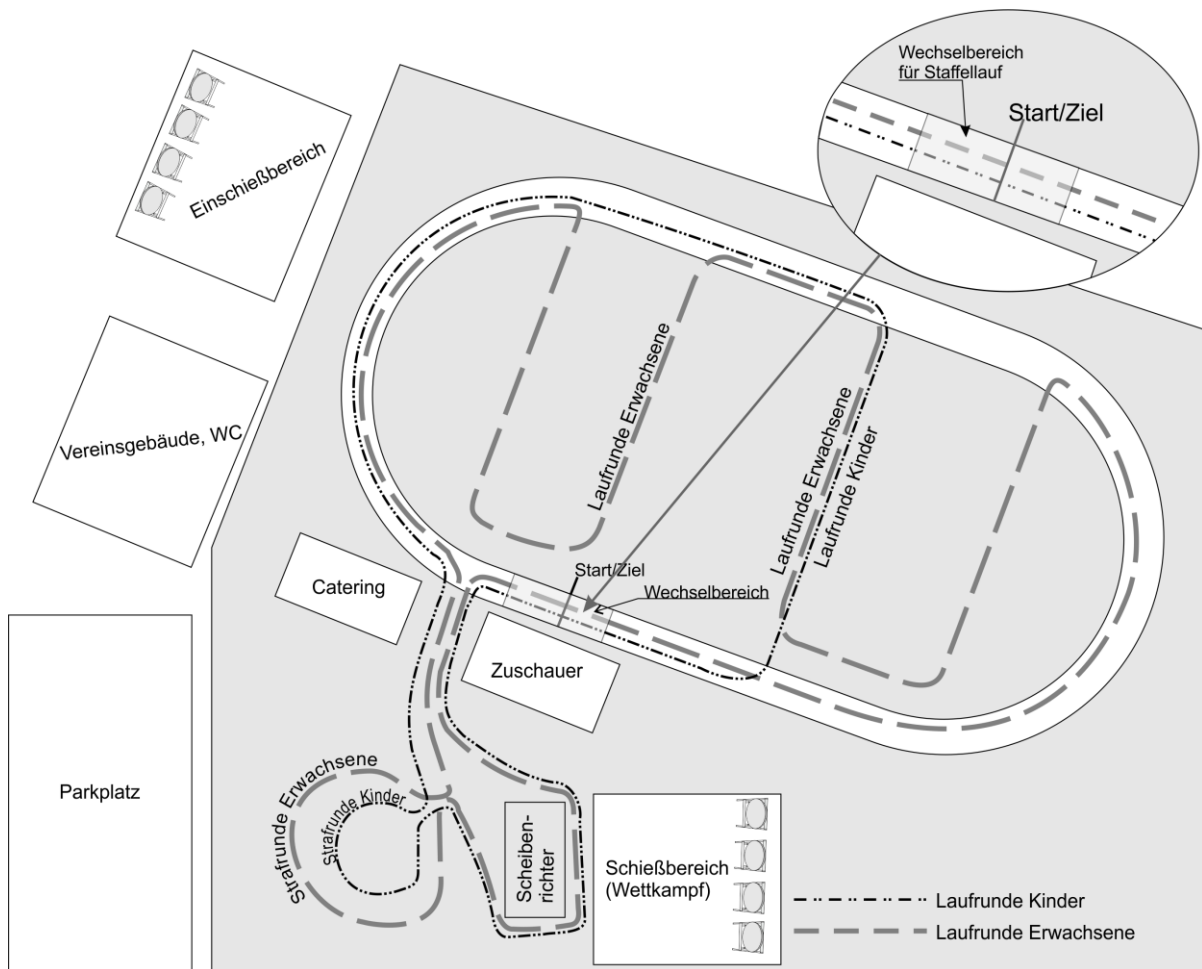 Wechselbereich
für Staffellauf
Start/Ziel
Einschießbereich
Vereinsgebäude, WC
Laufrunde Erwachsene
Laufrunde Erwachsene
Laufrunde Kinder
Catering
Start/Ziel
Wechselbereich
Zuschauer
Parkplatz
Strafrunde Erwachsene
Strafrunde Kinder
Scheiben-
richter
Schießbereich
(Wettkampf)
Laufrunde Kinder
Laufrunde Erwachsene